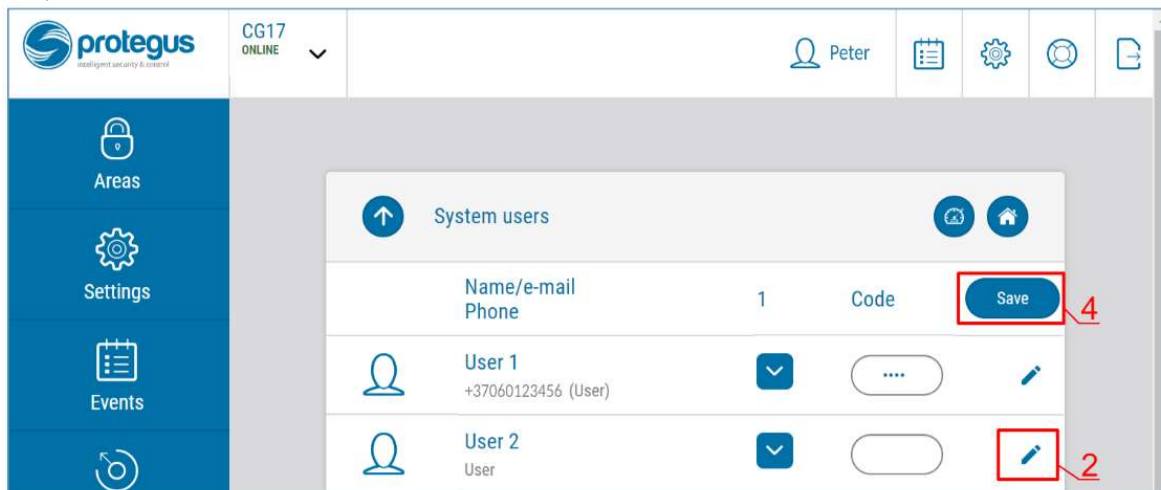 protegus
intelligent security & control
CG17
ONLINE
Peter
Areas
Settings
Events
System users
Name/e-mail
Phone
1
Code
Save
4
User 1
+37060123456 (User)
....
User 2
User
2